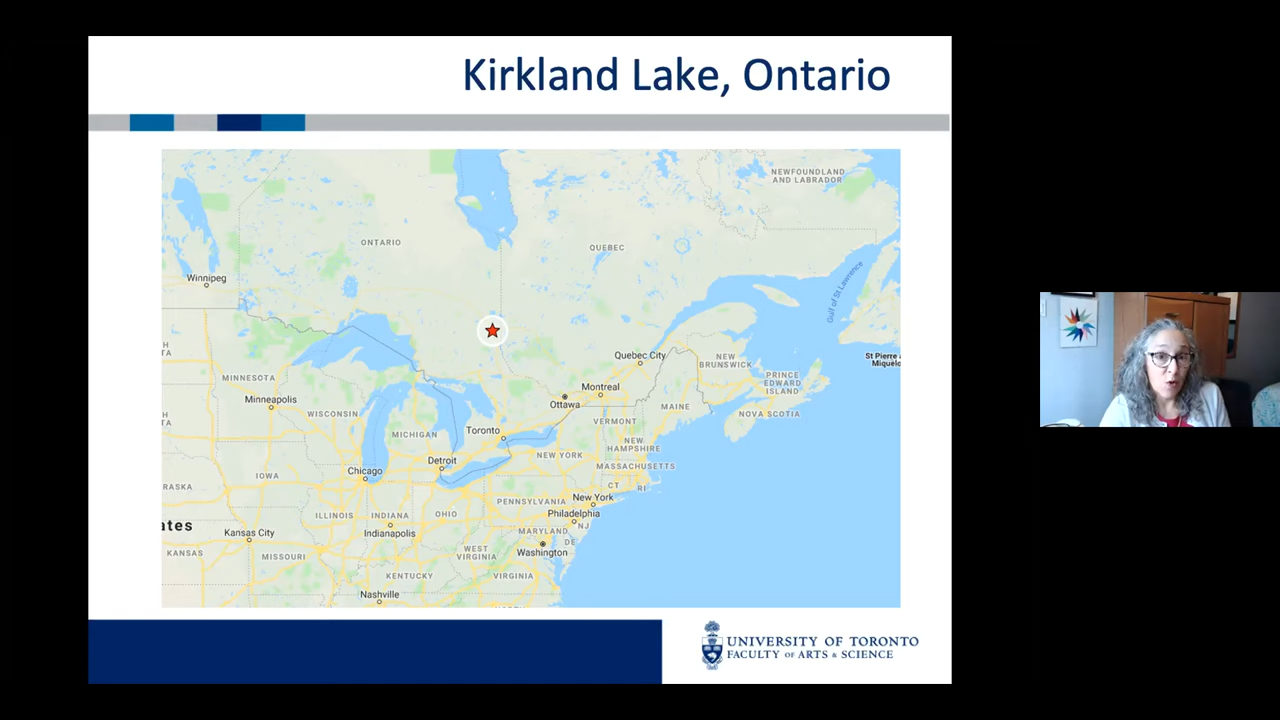 Kirkland Lake, Ontario
NEWFOUNDLAND
AND LABRADOR
ONTARIO
QUEBEC
Winnipeg
Gulf of St Lawrence
St Pierre
Miquelo
Quebec City
NEW
BRUNSWICK
PRINCE
EDWARD
ISLAND
MINNESOTA
Minneapolis
WISCONSIN
Montreal
Ottawa
MAINE
NOVA SCOTIA
VERMONT
MICHIGAN
Toronto
NEW
HAMPSHIRE
NEW YORK
MASSACHUSETTS
Detroit
Chicago
IOWA
CT
RI
RASKA
PENNSYLVANIA
New York
ILLINOIS
INDIANA
OHIO
Philadelphia
NJ
ates
Kansas City
Indianapolis
MARYLAND
DE
Washington
KANSAS
MISSOURI
WEST
VIRGINIA
KENTUCKY
VIRGINIA
Nashville
UNIVERSITY OF TORONTO
FACULTY OF ARTS & SCIENCE